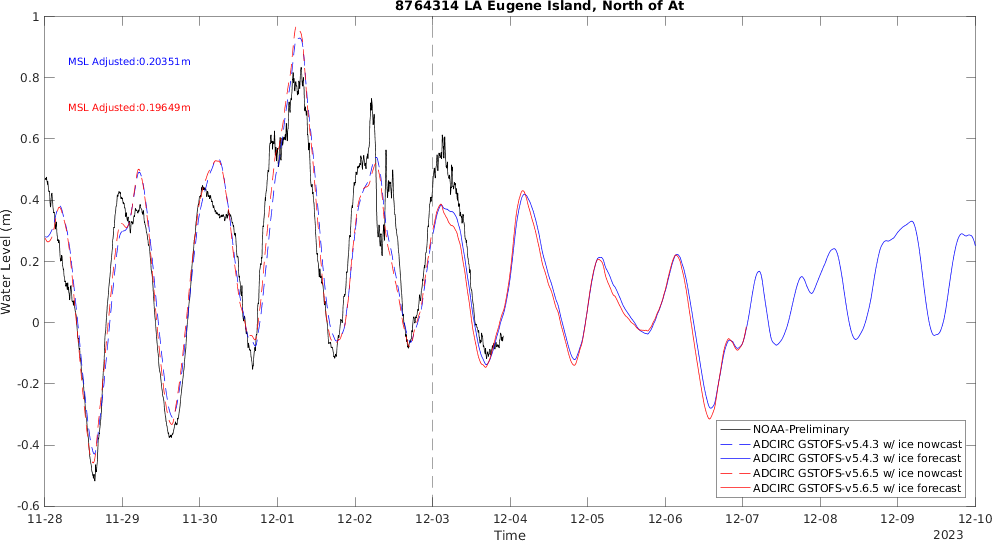 8764314 LA Eugene Island, North of At
MSL Adjusted:0.20351m
MSL Adjusted:0.19649m
Water Level (m)
1
0.8
0.6
0.4
0.2
0
-0.2
-0.4
-0.6
NOAA-Preliminary
ADCIRC GSTOFS-v5.4.3 w/ ice nowcast
ADCIRC GSTOFS-v5.4.3 w/ ice forecast
ADCIRC GSTOFS-v5.6.5 w/ ice nowcast
ADCIRC GSTOFS-v5.6.5 w/ ice forecast
11-28 11-29 11-30 12-01 12-02 12-03 12-04 12-05 12-06 12-07 12-08 12-09 12-10
Time
2023